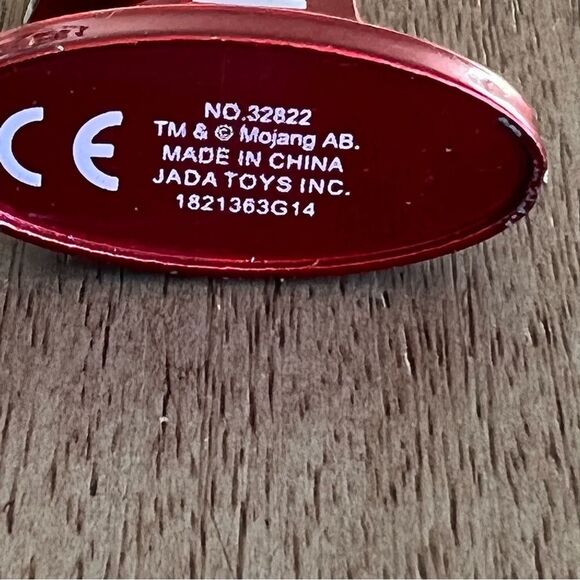 CE
NO.32822
TM & © Mojang AB.
MADE IN CHINA
JADA TOYS INC.
1821363G14